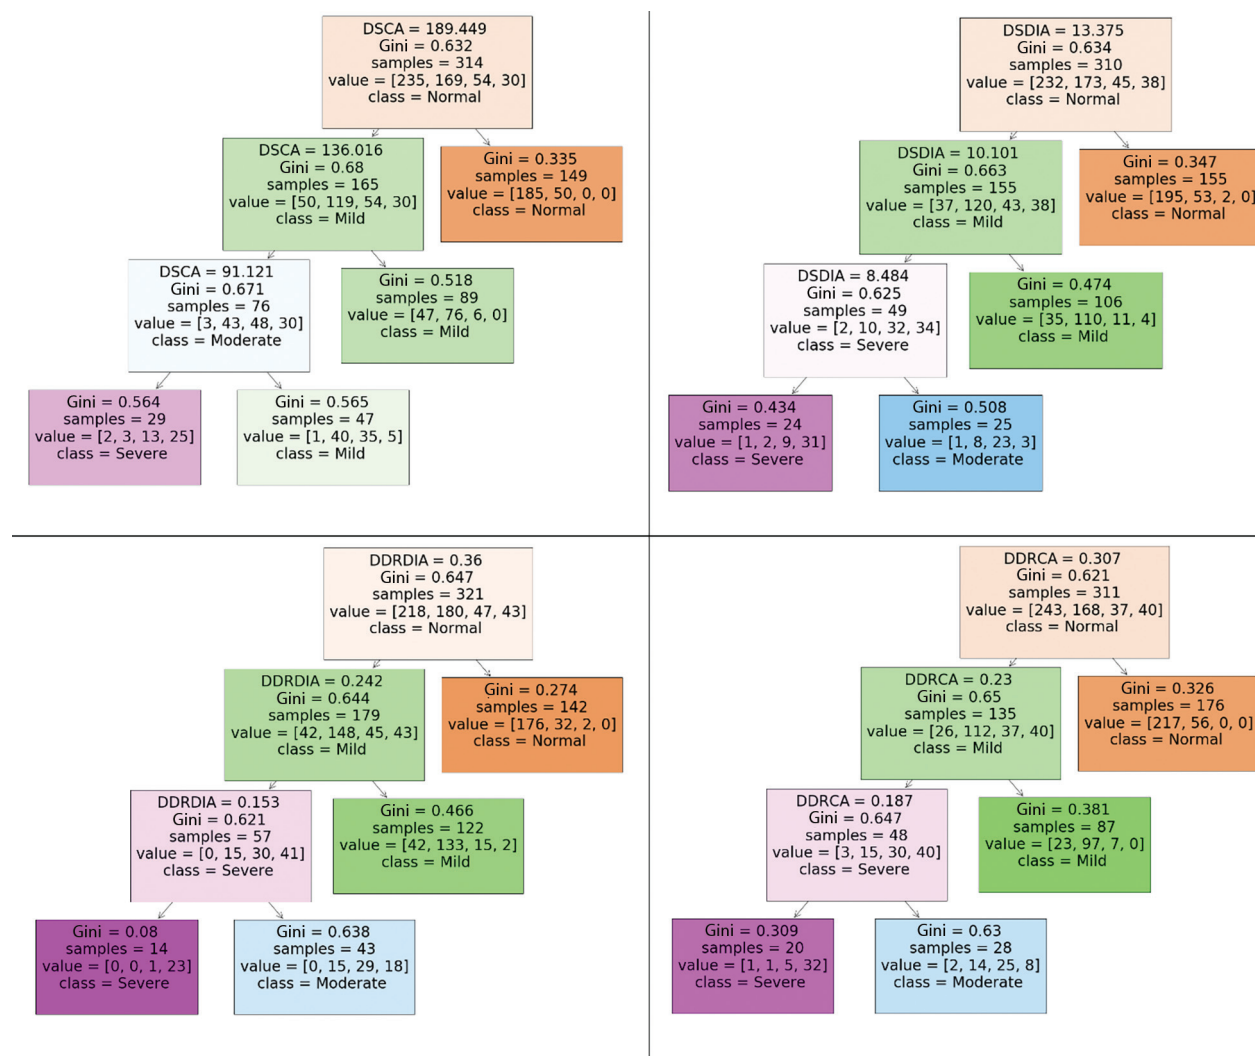 DSCA = 189.449
Gini = 0.632
samples = 314
value = [235, 169, 54, 30]
class = Normal
DSCA = 136.016
Gini = 0.68
samples = 165
value = [50, 119, 54, 30]
class = Mild
Gini = 0.335
samples = 149
value = [185, 50, 0, 0]
class = Normal
DSCA = 91.121
Gini = 0.671
samples = 76
value = [3, 43, 48, 30]
class = Moderate
Gini = 0.518
samples = 89
value = [47, 76, 6, 0]
class = Mild
Gini = 0.564
samples = 29
value = [2, 3, 13, 25]
class = Severe
Gini = 0.565
samples = 47
value = [1, 40, 35, 5]
class = Mild
DSDIA = 13.375
Gini = 0.634
samples = 310
value = [232, 173, 45, 38]
class = Normal
DSDIA = 10.101
Gini = 0.663
samples = 155
value = [37, 120, 43, 38]
class = Mild
Gini = 0.347
samples = 155
value = [195, 53, 2, 0]
class = Normal
DSDIA = 8.484
Gini = 0.625
samples = 49
value = [2, 10, 32, 34]
class = Severe
Gini = 0.474
samples = 106
value = [35, 110, 11, 4]
class = Mild
Gini = 0.434
samples = 24
value = [1, 2, 9, 31]
class = Severe
Gini = 0.508
samples = 25
value = [1, 8, 23, 3]
class = Moderate
DDRDIA = 0.36
Gini = 0.647
samples = 321
value = [218, 180, 47, 43]
class = Normal
DDRDIA = 0.242
Gini = 0.644
samples = 179
value = [42, 148, 45, 43]
class = Mild
Gini = 0.274
samples = 142
value = [176, 32, 2, 0]
class = Normal
DDRDIA = 0.153
Gini = 0.621
samples = 57
value = [0, 15, 30, 41]
class = Severe
Gini = 0.466
samples = 122
value = [42, 133, 15, 2]
class = Mild
Gini = 0.08
samples = 14
value = [0, 0, 1, 23]
class = Severe
Gini = 0.638
samples = 43
value = [0, 15, 29, 18]
class = Moderate
DDRCA = 0.307
Gini = 0.621
samples = 311
value = [243, 168, 37, 40]
class = Normal
DDRCA = 0.23
Gini = 0.65
samples = 135
value = [26, 112, 37, 40]
class = Mild
Gini = 0.326
samples = 176
value = [217, 56, 0, 0]
class = Normal
DDRCA = 0.187
Gini = 0.647
samples = 48
value = [3, 15, 30, 40]
class = Severe
Gini = 0.381
samples = 87
value = [23, 97, 7, 0]
class = Mild
Gini = 0.309
samples = 20
value = [1, 1, 5, 32]
class = Severe
Gini = 0.63
samples = 28
value = [2, 14, 25, 8]
class = Moderate